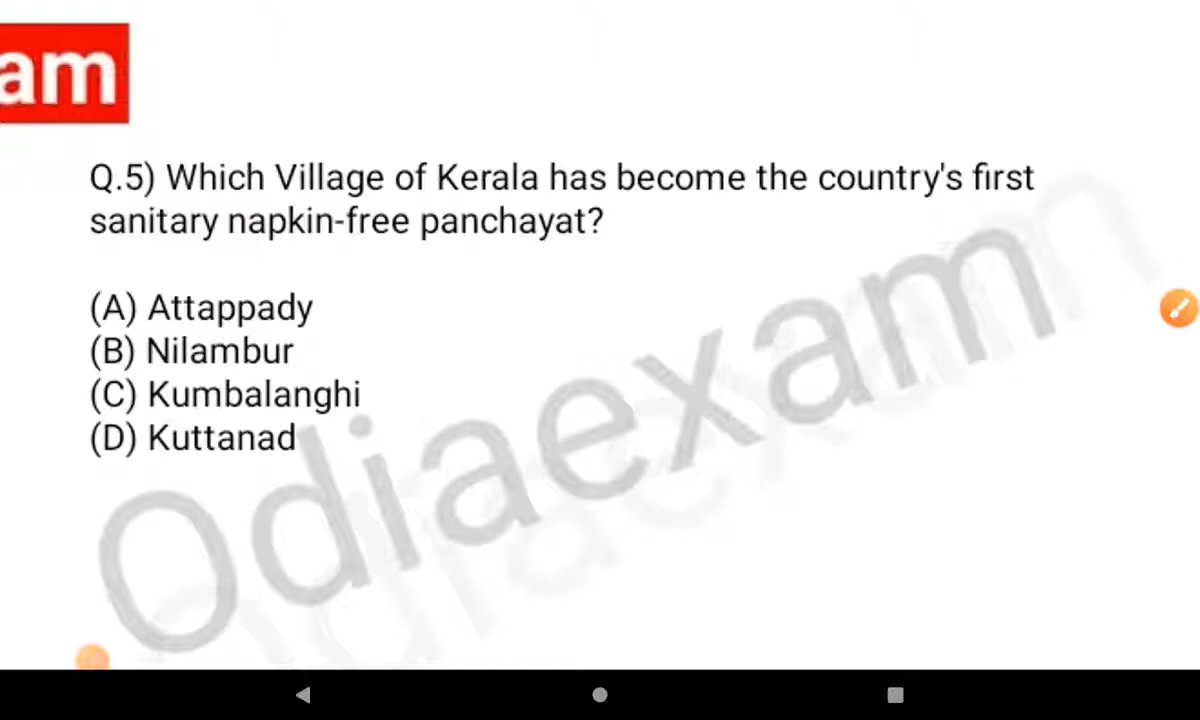 am
Q.5) Which Village of Kerala has become the country's first
sanitary napkin-free panchayat?
(A) Attappady
(B) Nilambur
(C) Kumbalanghi
(D) Kuttanad
Odiaexam